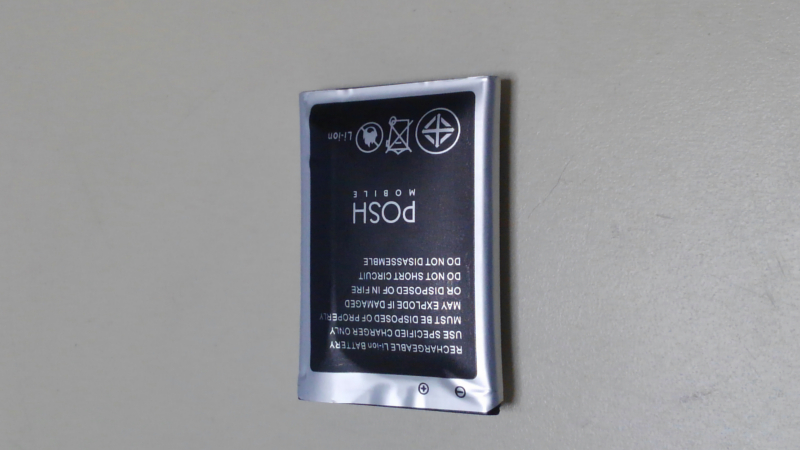 RECHARGEABLE Li-ion BATTERY
USE SPECIFIED CHARGER ONLY
MUST BE DISPOSED OF PROPERLY
MAY EXPLODE IF DAMAGED
OR DISPOSED OF IN FIRE
DO NOT SHORT CIRCUIT
DO NOT DISASSEMBLE
POSH
MOBILE
Li-ion